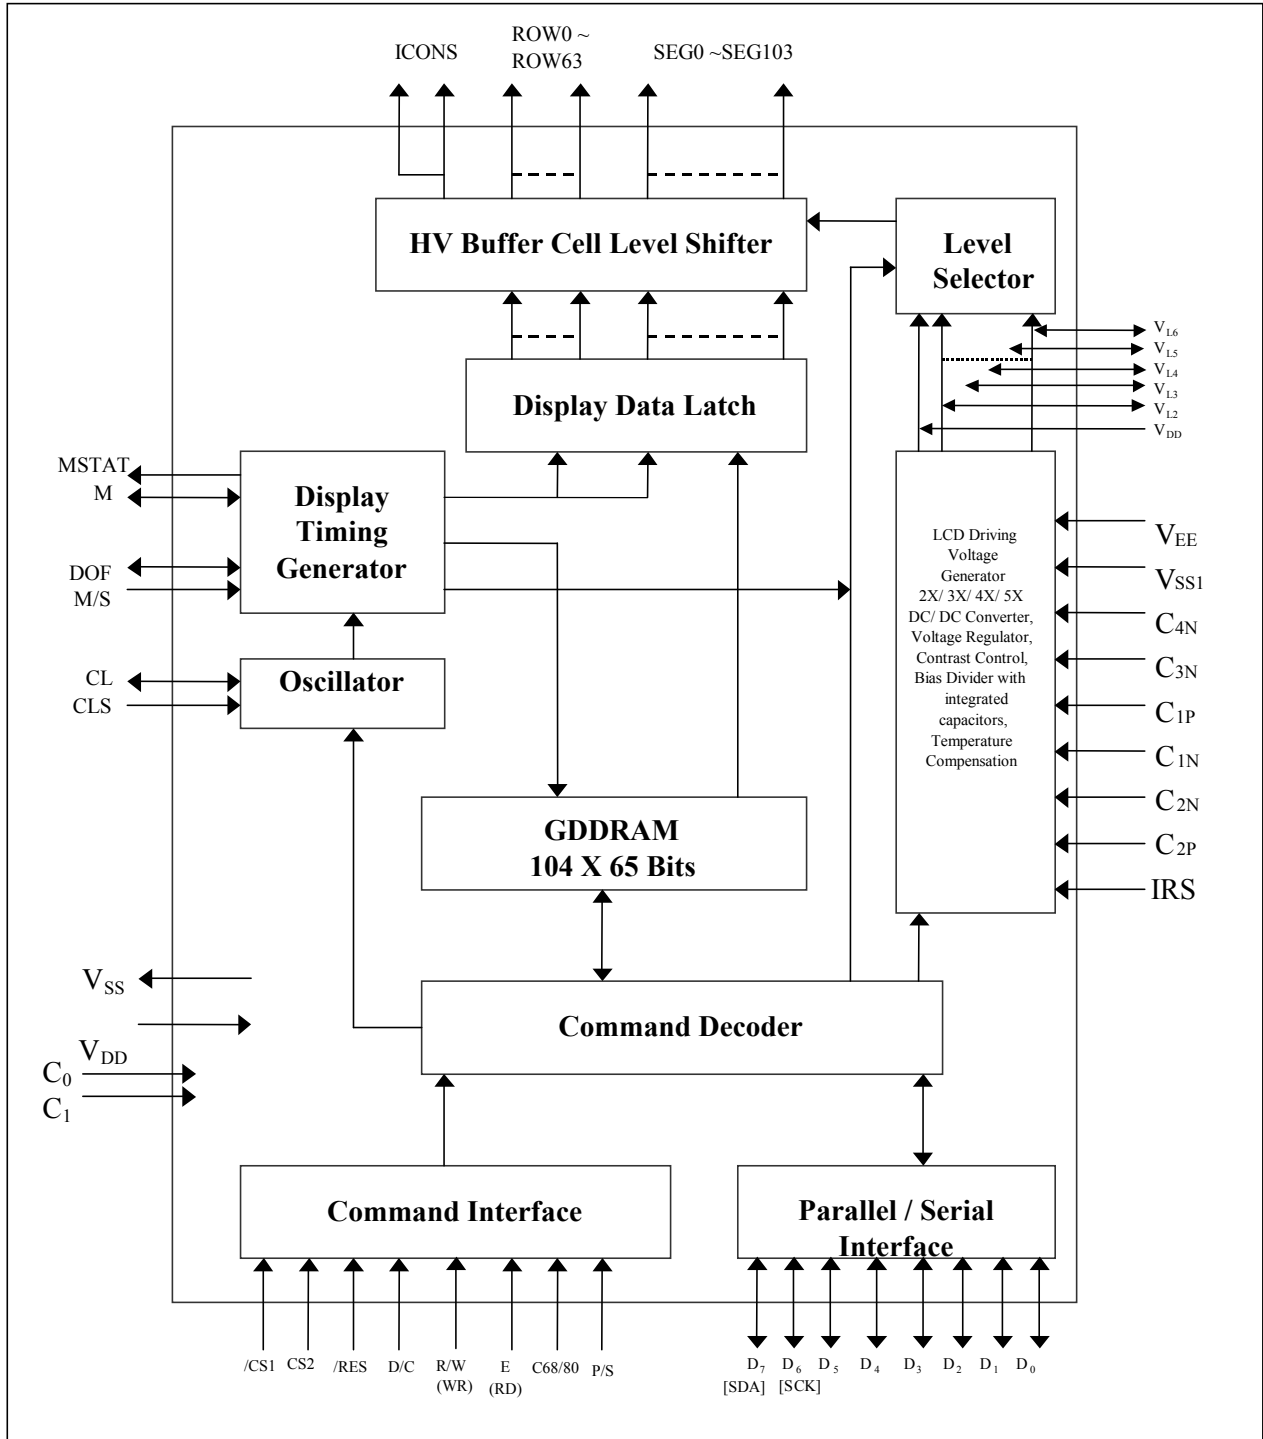 ICONS
ROW0 ~
ROW63
SEG0 ~SEG103
HV Buffer Cell Level Shifter
Level
Selector
VL6
VL5
VL4
VL3
VL2
VDD
Display Data Latch
MSTAT
M
DOF
M/S
Display
Timing
Generator
CL
CLS
Oscillator
LCD Driving
Voltage
Generator
2X/ 3X/ 4X/ 5X
DC/ DC Converter,
Voltage Regulator,
Contrast Control,
Bias Divider with
integrated
capacitors,
Temperature
Compensation
VEE
VSS1
C4N
C3N
C1P
C1N
C2N
C2P
IRS
GDDRAM
104 X 65 Bits
VSS
VDD
C0
C1
Command Decoder
Command Interface
Parallel / Serial
Interface
/CS1 CS2 /RES D/C R/W E C68/80 P/S
(WR) (RD)
D7 D6 D5 D4 D3 D2 D1 D0
[SDA] [SCK]